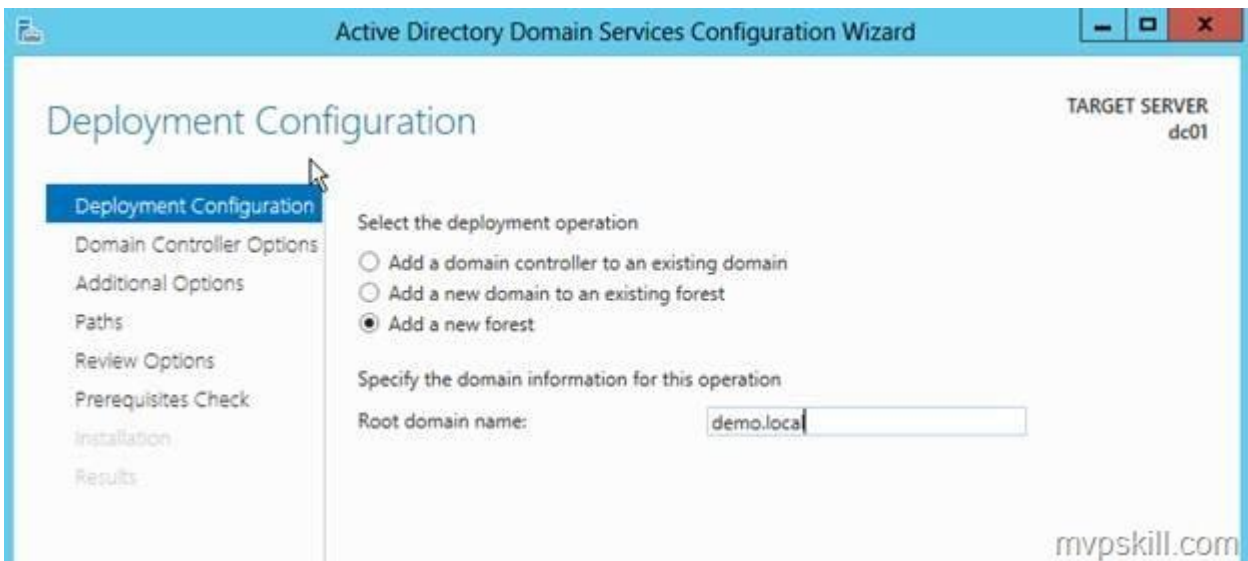 Active Directory Domain Services Configuration Wizard
Deployment Configuration
TARGET SERVER
dc01
Deployment Configuration
Domain Controller Options
Additional Options
Paths
Review Options
Prerequisites Check
Installation
Results
Select the deployment operation
Add a domain controller to an existing domain
Add a new domain to an existing forest
Add a new forest
Specify the domain information for this operation
Root domain name: demo.local
mvpskill.com